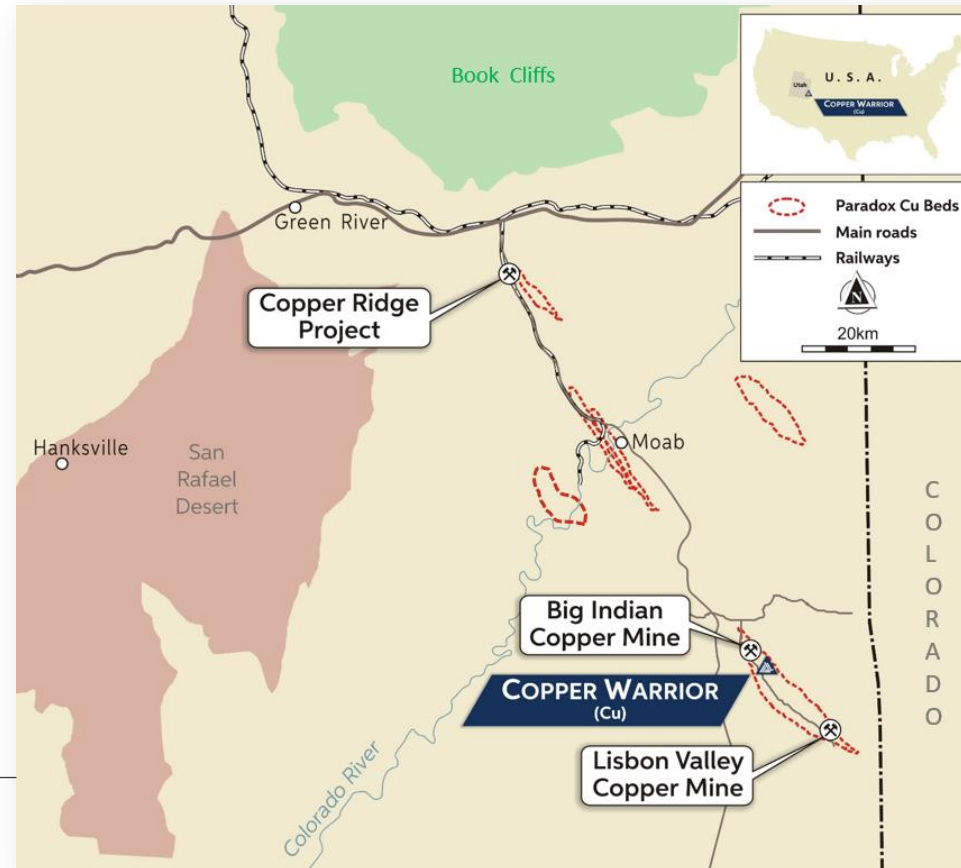 Book Cliffs
U. S. A.
Utah
COPPER WARRIOR
(Cu)
Paradox Cu Beds
Main roads
Railways
N
20km
Green River
Copper Ridge
Project
Hanksville
San
Rafael
Desert
Moab
C
O
L
O
R
A
D
O
Big Indian
Copper Mine
COPPER WARRIOR
(Cu)
Lisbon Valley
Copper Mine
Colorado River